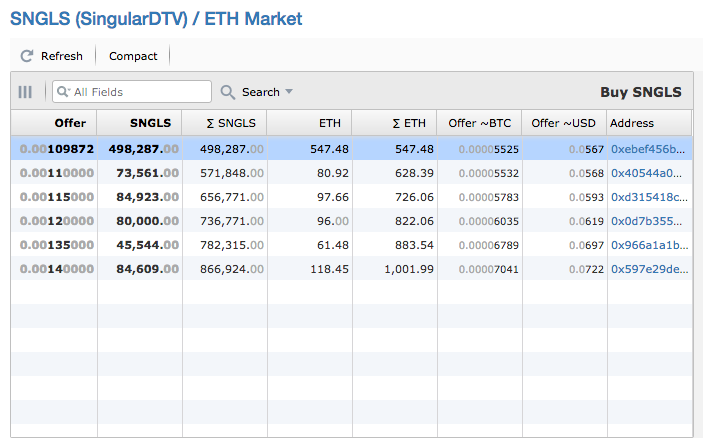 SNGLS (SingularDTV) / ETH Market
Refresh Compact
All Fields Search Buy SNGLS
Offer SNGLS Σ SNGLS ETH Σ ETH Offer ~BTC Offer ~USD Address
0.00109872 498,287.00 498,287.00 547.48 547.48 0.00005525 0.0567 0xebef456b...
0.00110000 73,561.00 571,848.00 80.92 628.39 0.00005532 0.0568 0x40544a0...
0.00115000 84,923.00 656,771.00 97.66 726.06 0.00005783 0.0593 0xd315418c...
0.00120000 80,000.00 736,771.00 96.00 822.06 0.00006035 0.0619 0x0d7b355...
0.00135000 45,544.00 782,315.00 61.48 883.54 0.00006789 0.0697 0x966a1a1b...
0.00140000 84,609.00 866,924.00 118.45 1,001.99 0.00007041 0.0722 0x597e29de...